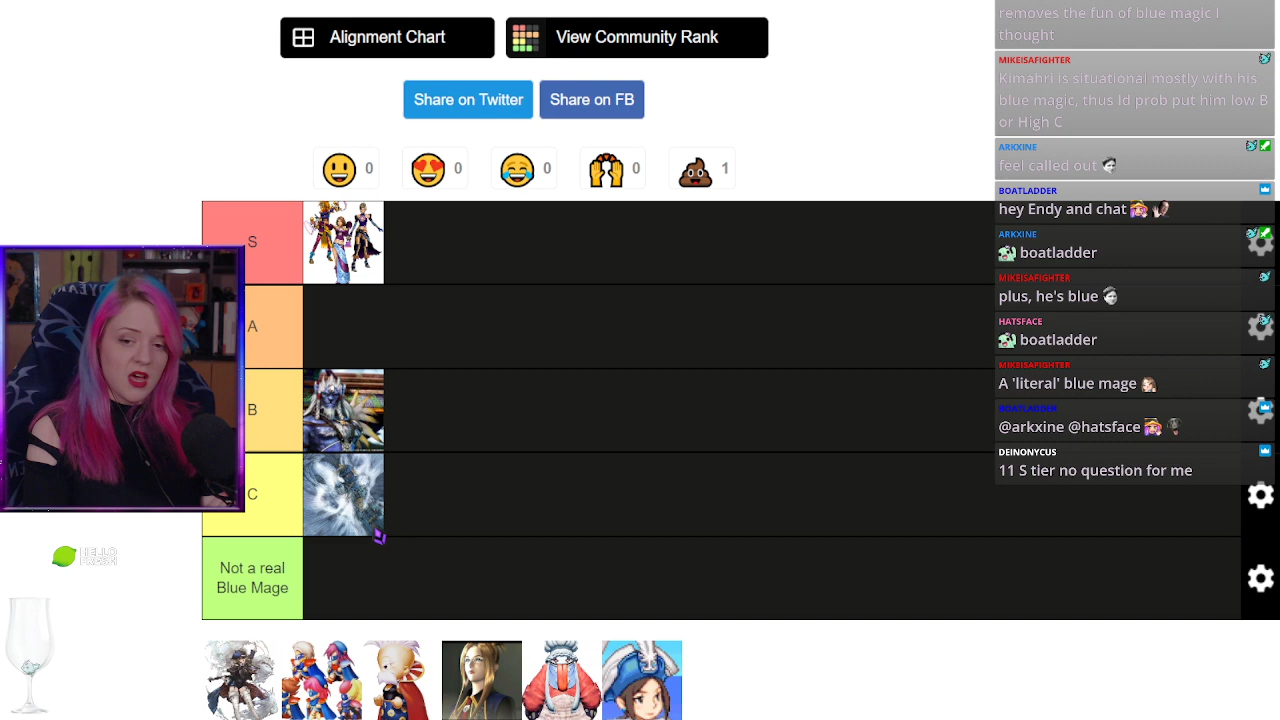 Alignment Chart
View Community Rank
Share on Twitter
Share on FB
0
0
0
0
1
S
A
B
C
Not a real
Blue Mage
HELLO
FRESH
removes the fun of blue magic I
thought
MIKEISAFIGHTER
Kimahri is situational mostly with his
blue magic, thus Id prob put him low B
or High C
ARKXINE
feel called out
BOATLADDER
hey Endy and chat
ARKXINE
boatladder
MIKEISAFIGHTER
plus, he's blue
HATSFACE
boatladder
MIKEISAFIGHTER
A 'literal' blue mage
BOATLADDER
@arkxine @hatsface
DEINONYCUS
11 S tier no question for me